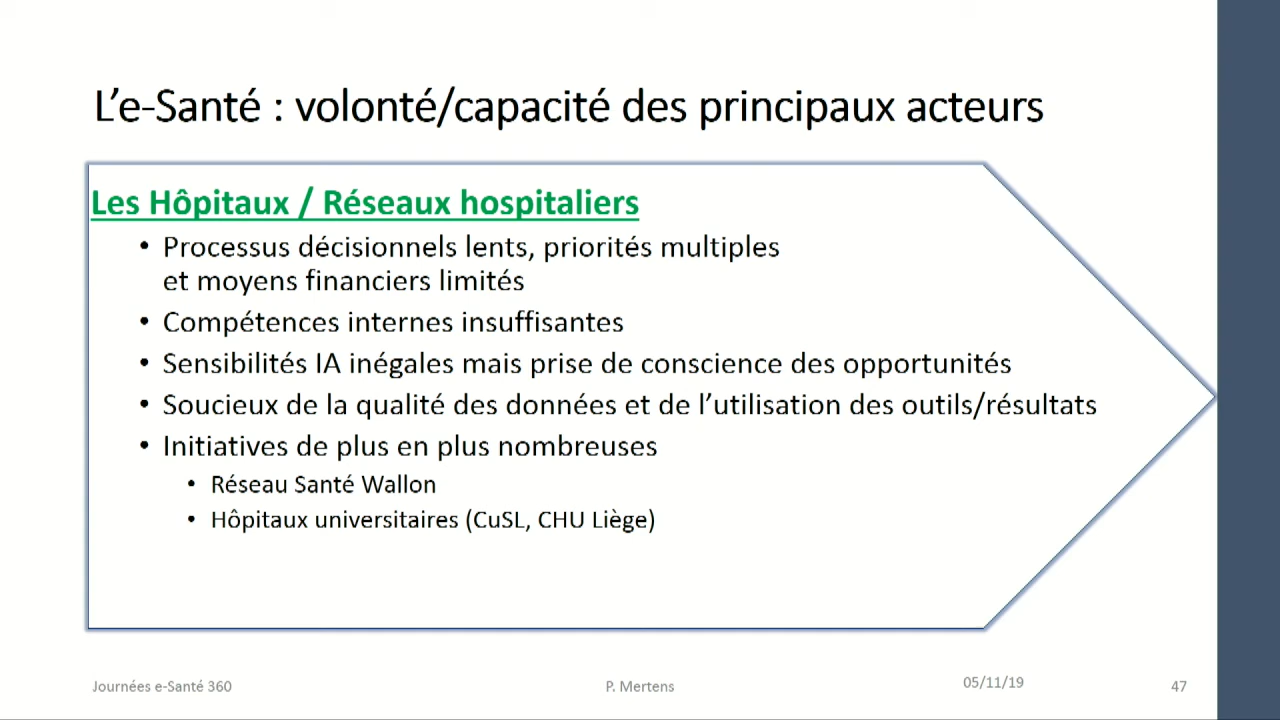 L'e-Santé : volonté/capacité des principaux acteurs
Les Hôpitaux / Réseaux hospitaliers
• Processus décisionnels lents, priorités multiples
et moyens financiers limités
• Compétences internes insuffisantes
• Sensibilités IA inégales mais prise de conscience des opportunités
• Soucieux de la qualité des données et de l'utilisation des outils/résultats
• Initiatives de plus en plus nombreuses
• Réseau Santé Wallon
• Hôpitaux universitaires (CuSL, CHU Liège)
Journées e-Santé 360
P. Mertens
05/11/19
47